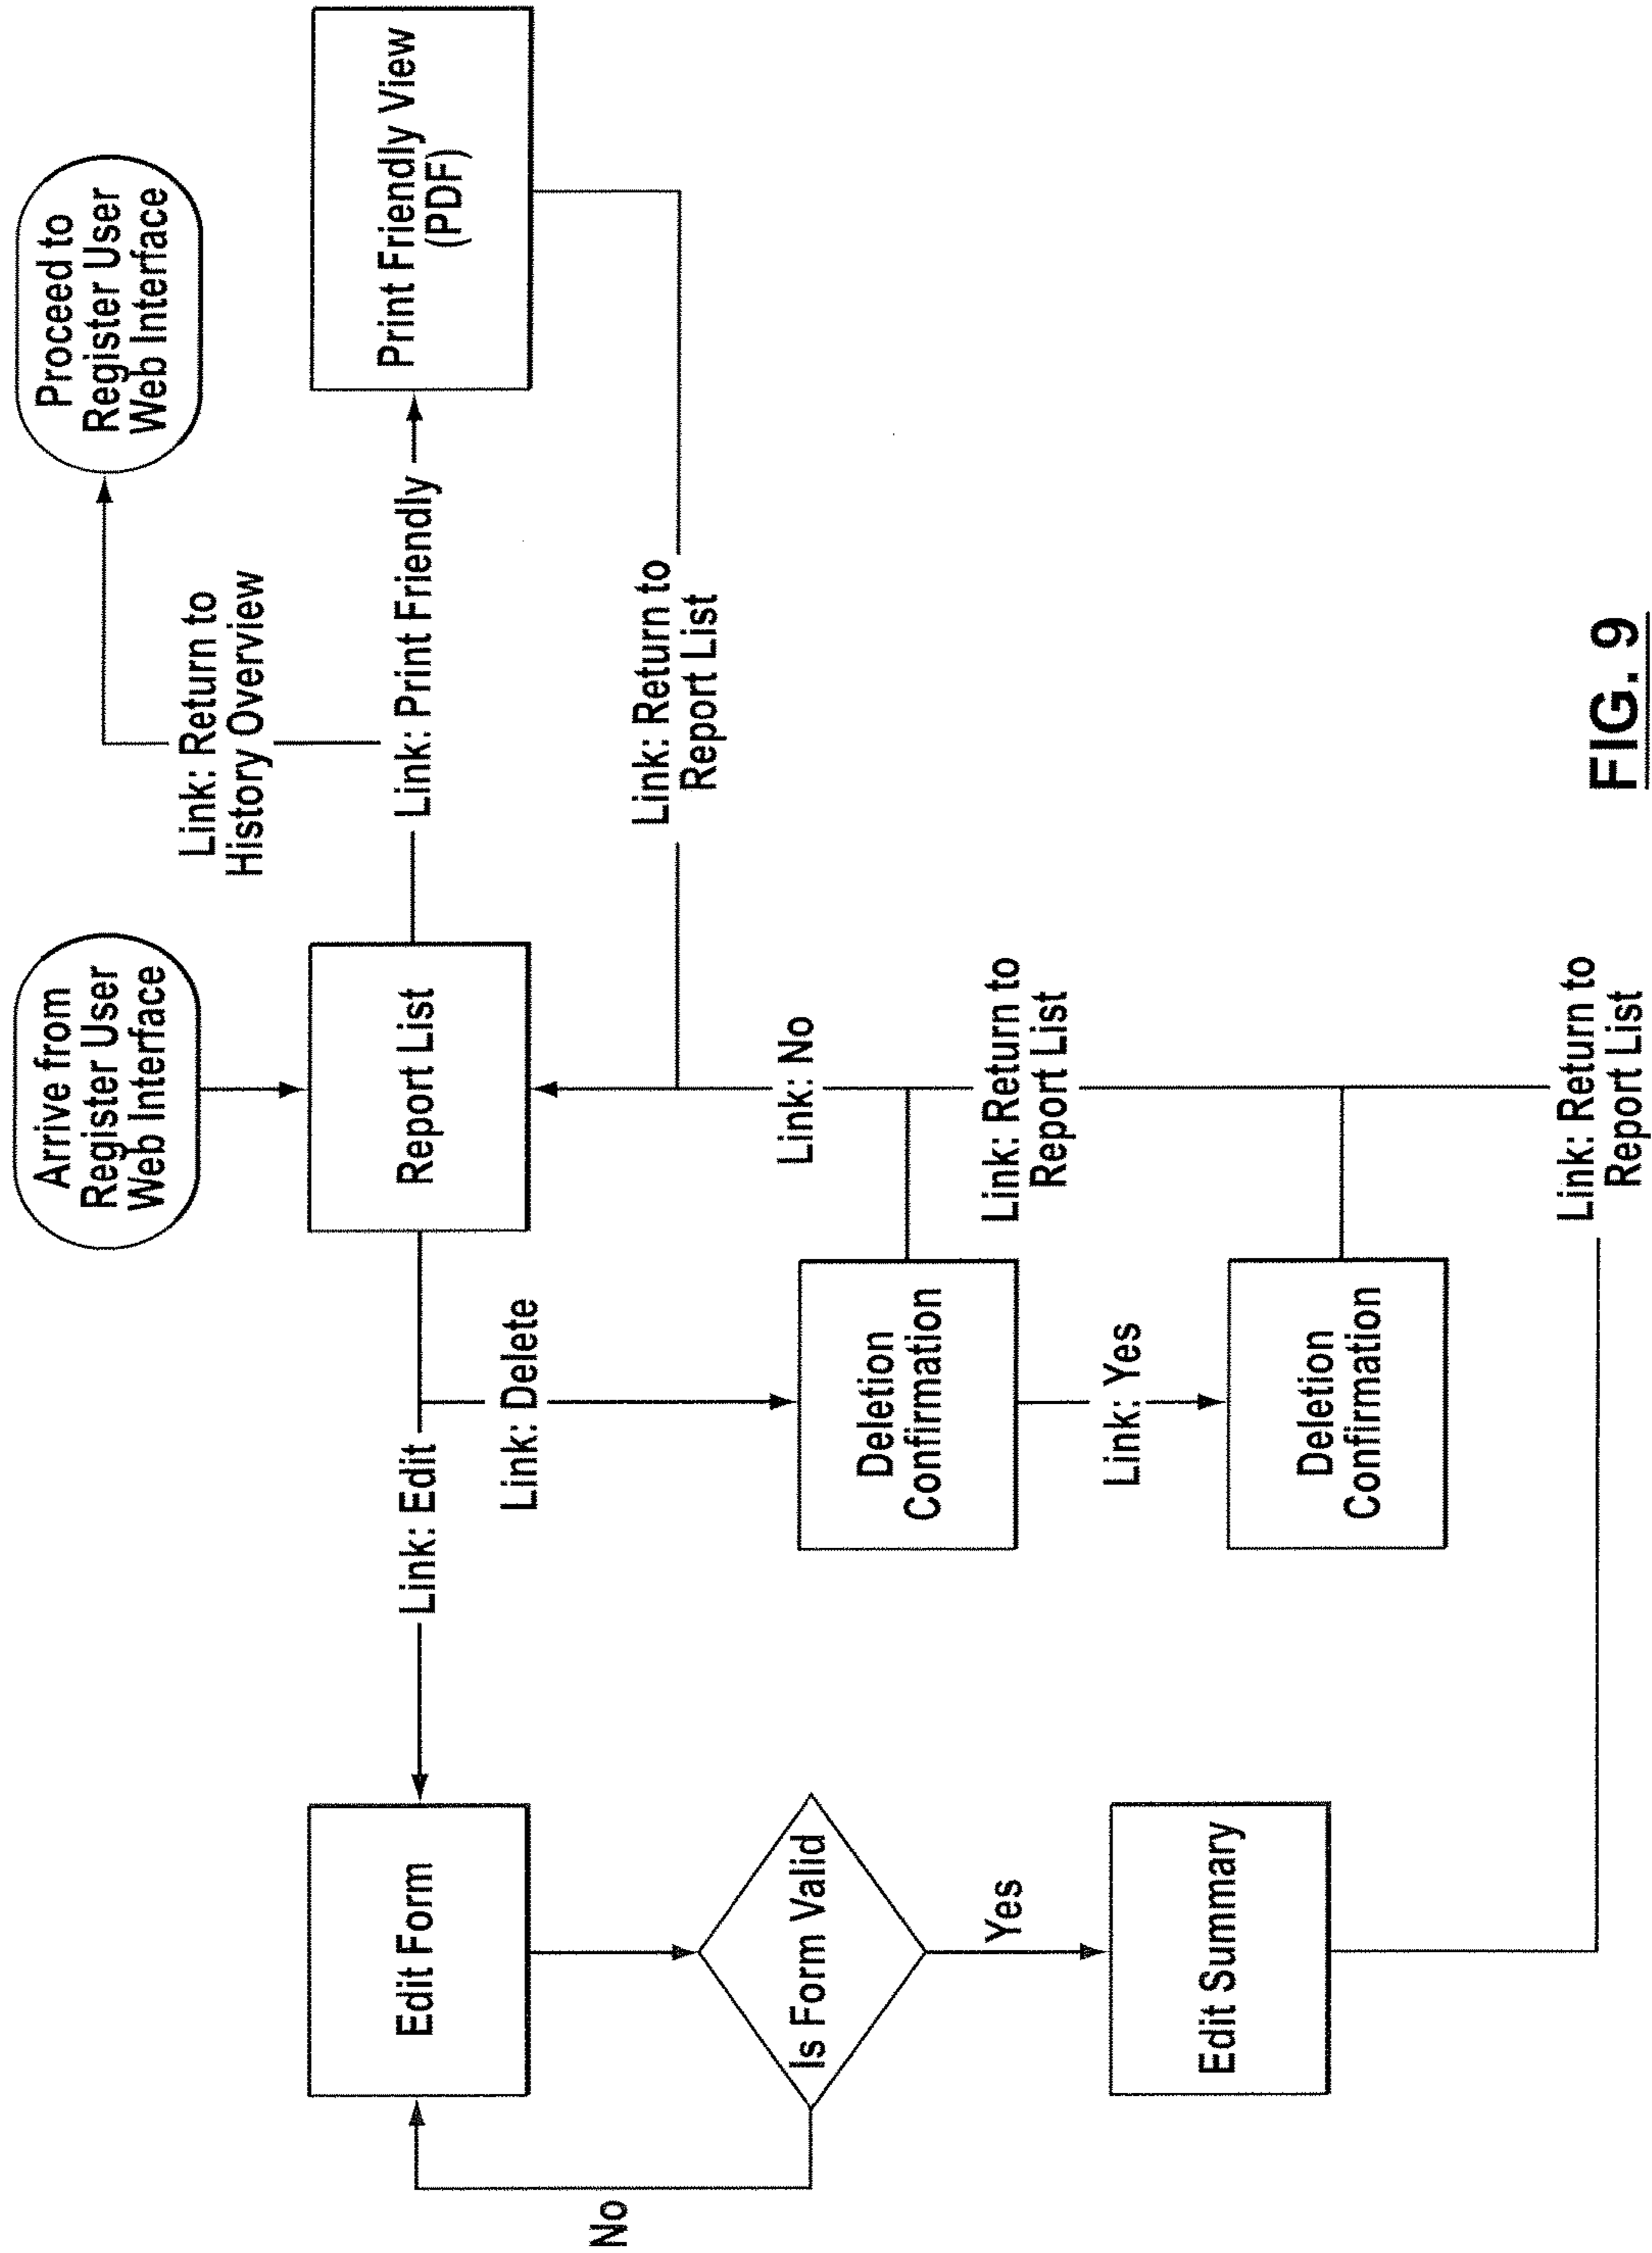 Arrive from
Register User
Web Interface
Proceed to
Register User
Web Interface
Link: Return to
History Overview
Edit Form
Link: Edit
Report List
Link: Print Friendly
Print Friendly View
(PDF)
Link: Delete
No
Link: Return to
Report List
Is Form Valid
Link: No
Deletion
Confirmation
Yes
Link: Return to
Report List
Link: Yes
Edit Summary
Deletion
Confirmation
Link: Return to
Report List
FIG. 9